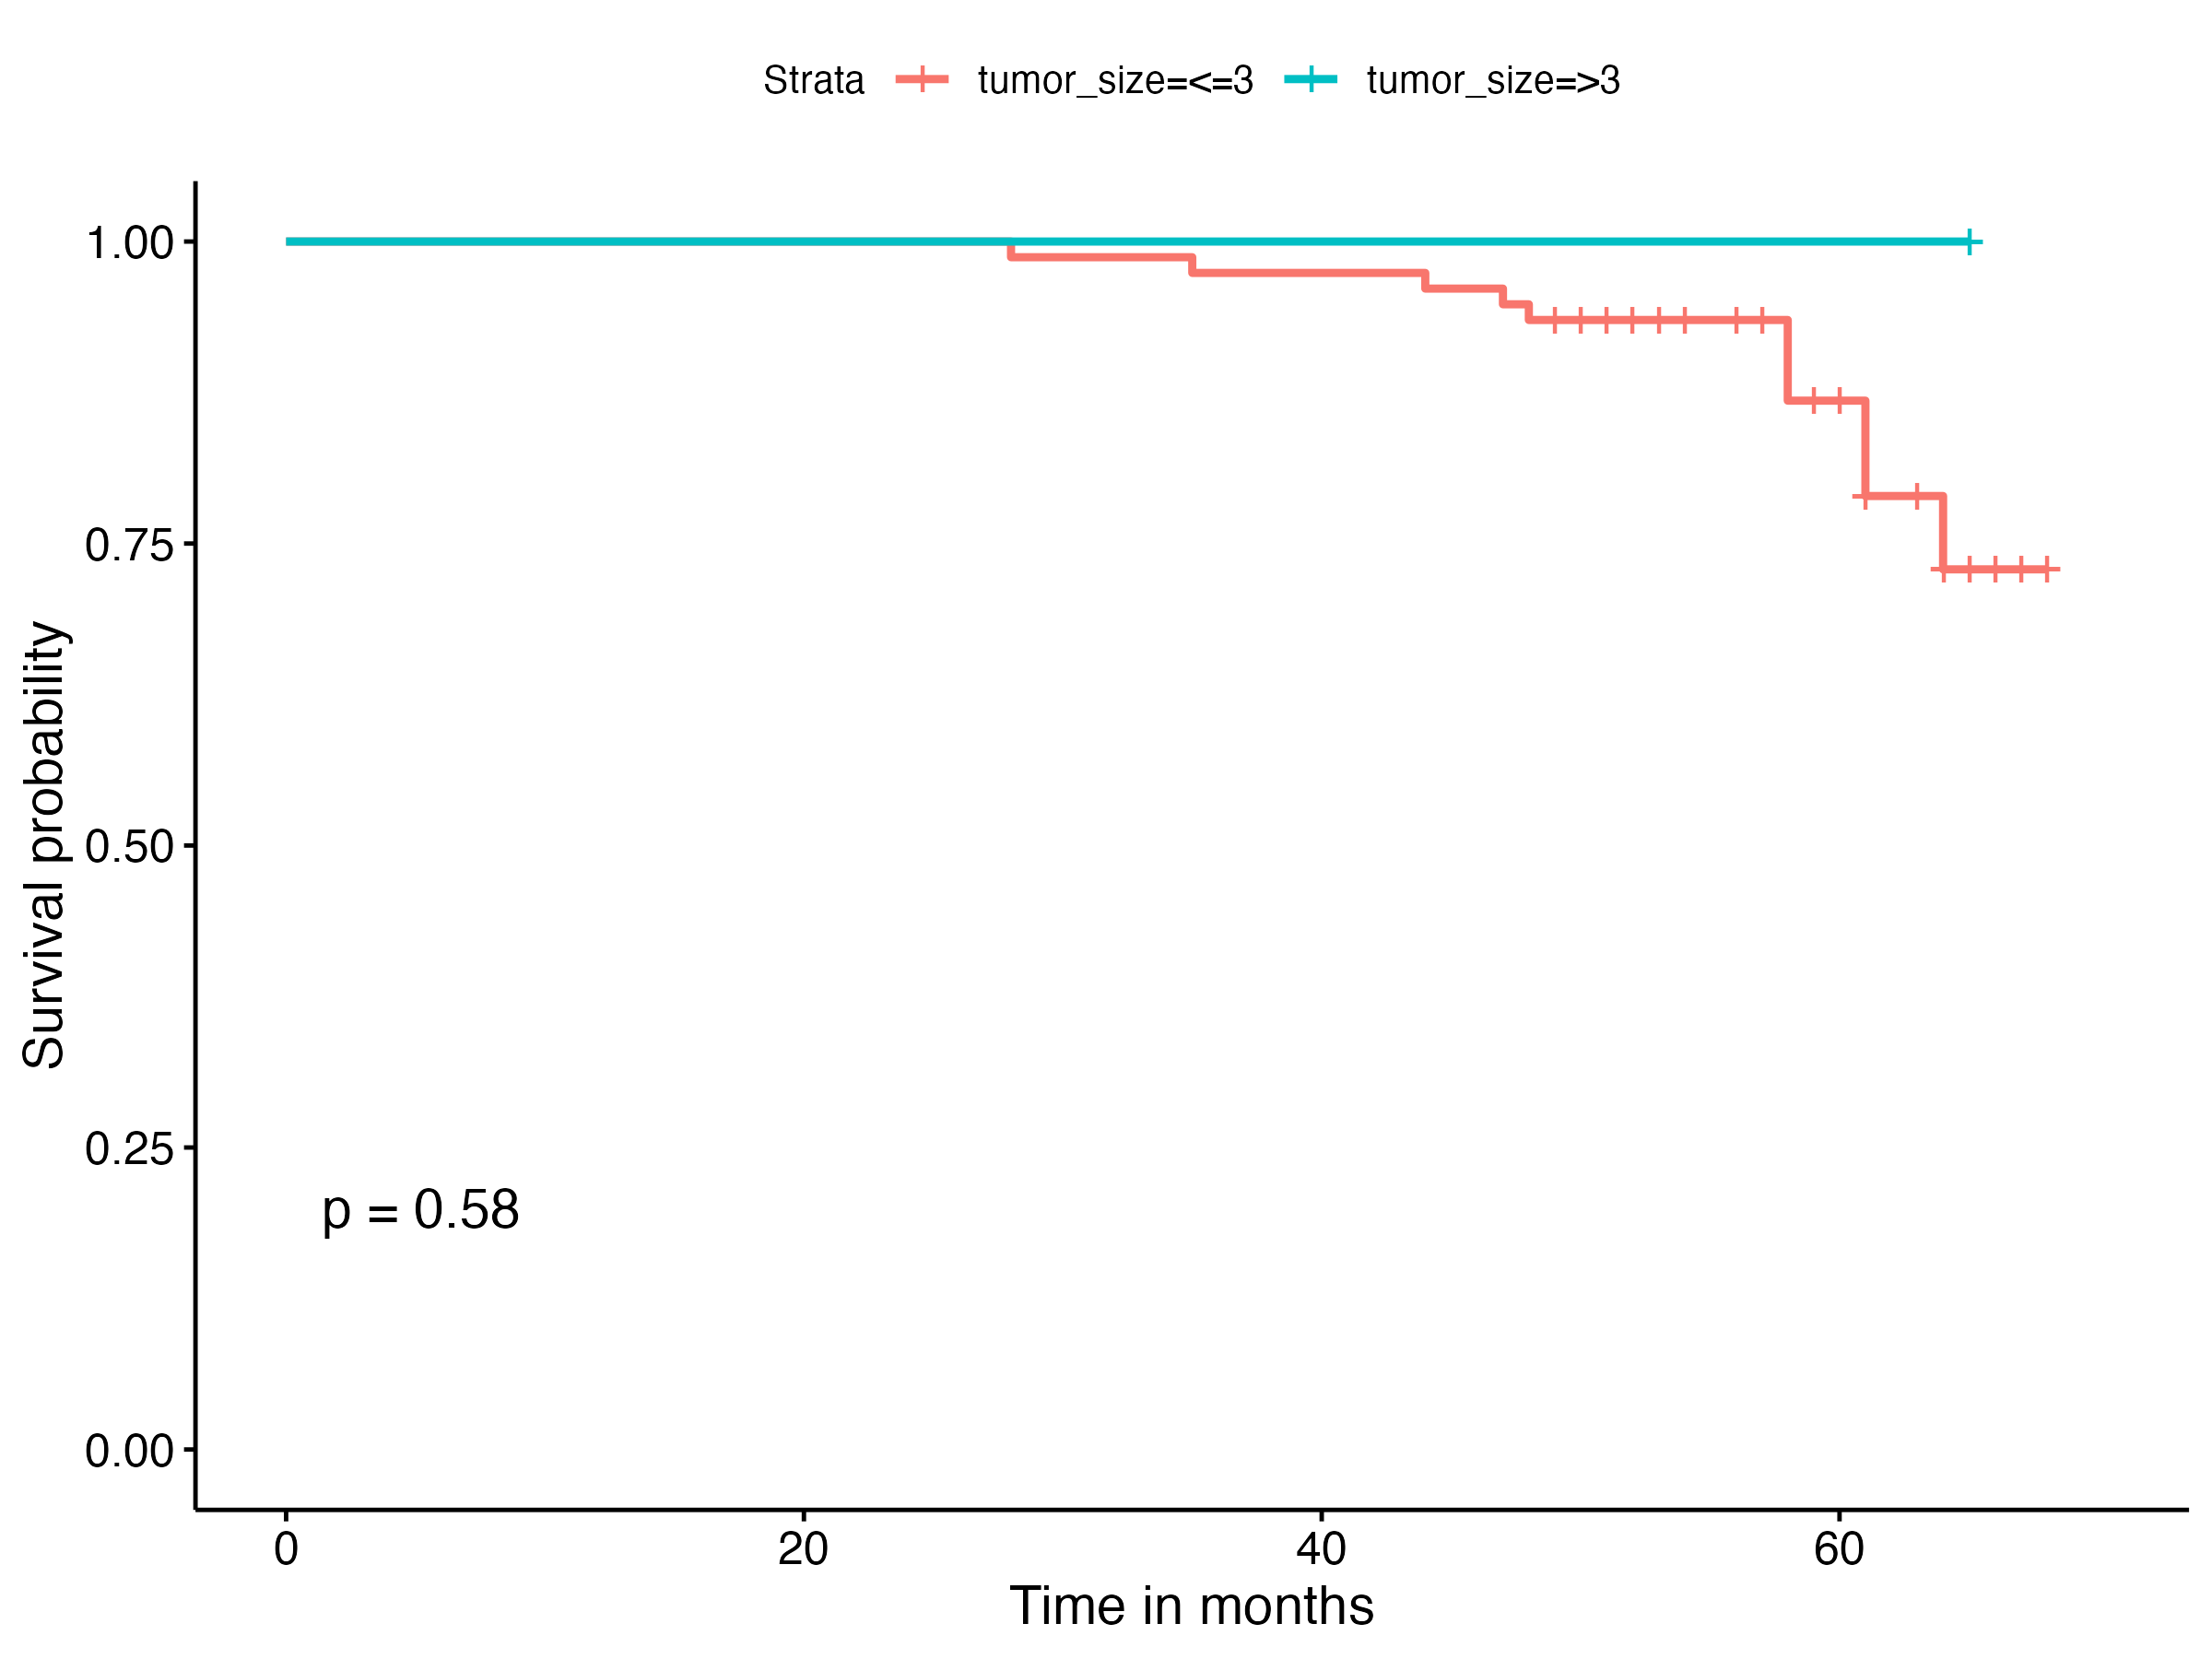 Strata tumor_size=<=3 tumor_size=>3
1.00
0.75
0.50
0.25
0.00
Survival probability
p = 0.58
0 20 40 60
Time in months